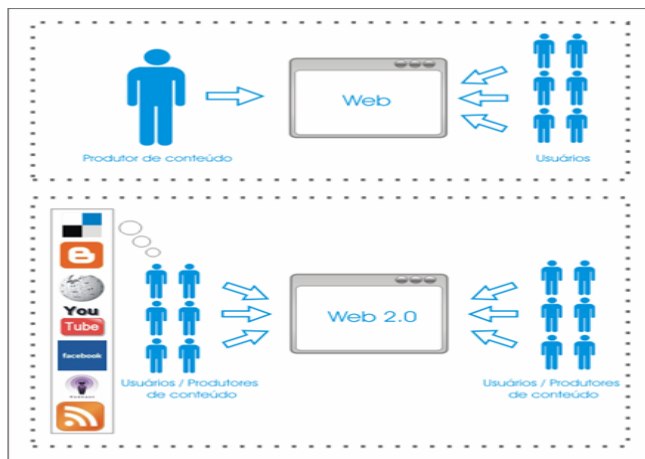 Web
Produtor de conteúdo
Usuários
You
Tube
facebook
PODCAST
Web 2.0
Usuários / Produtores
de conteúdo
Usuários / Produtores
de conteúdo